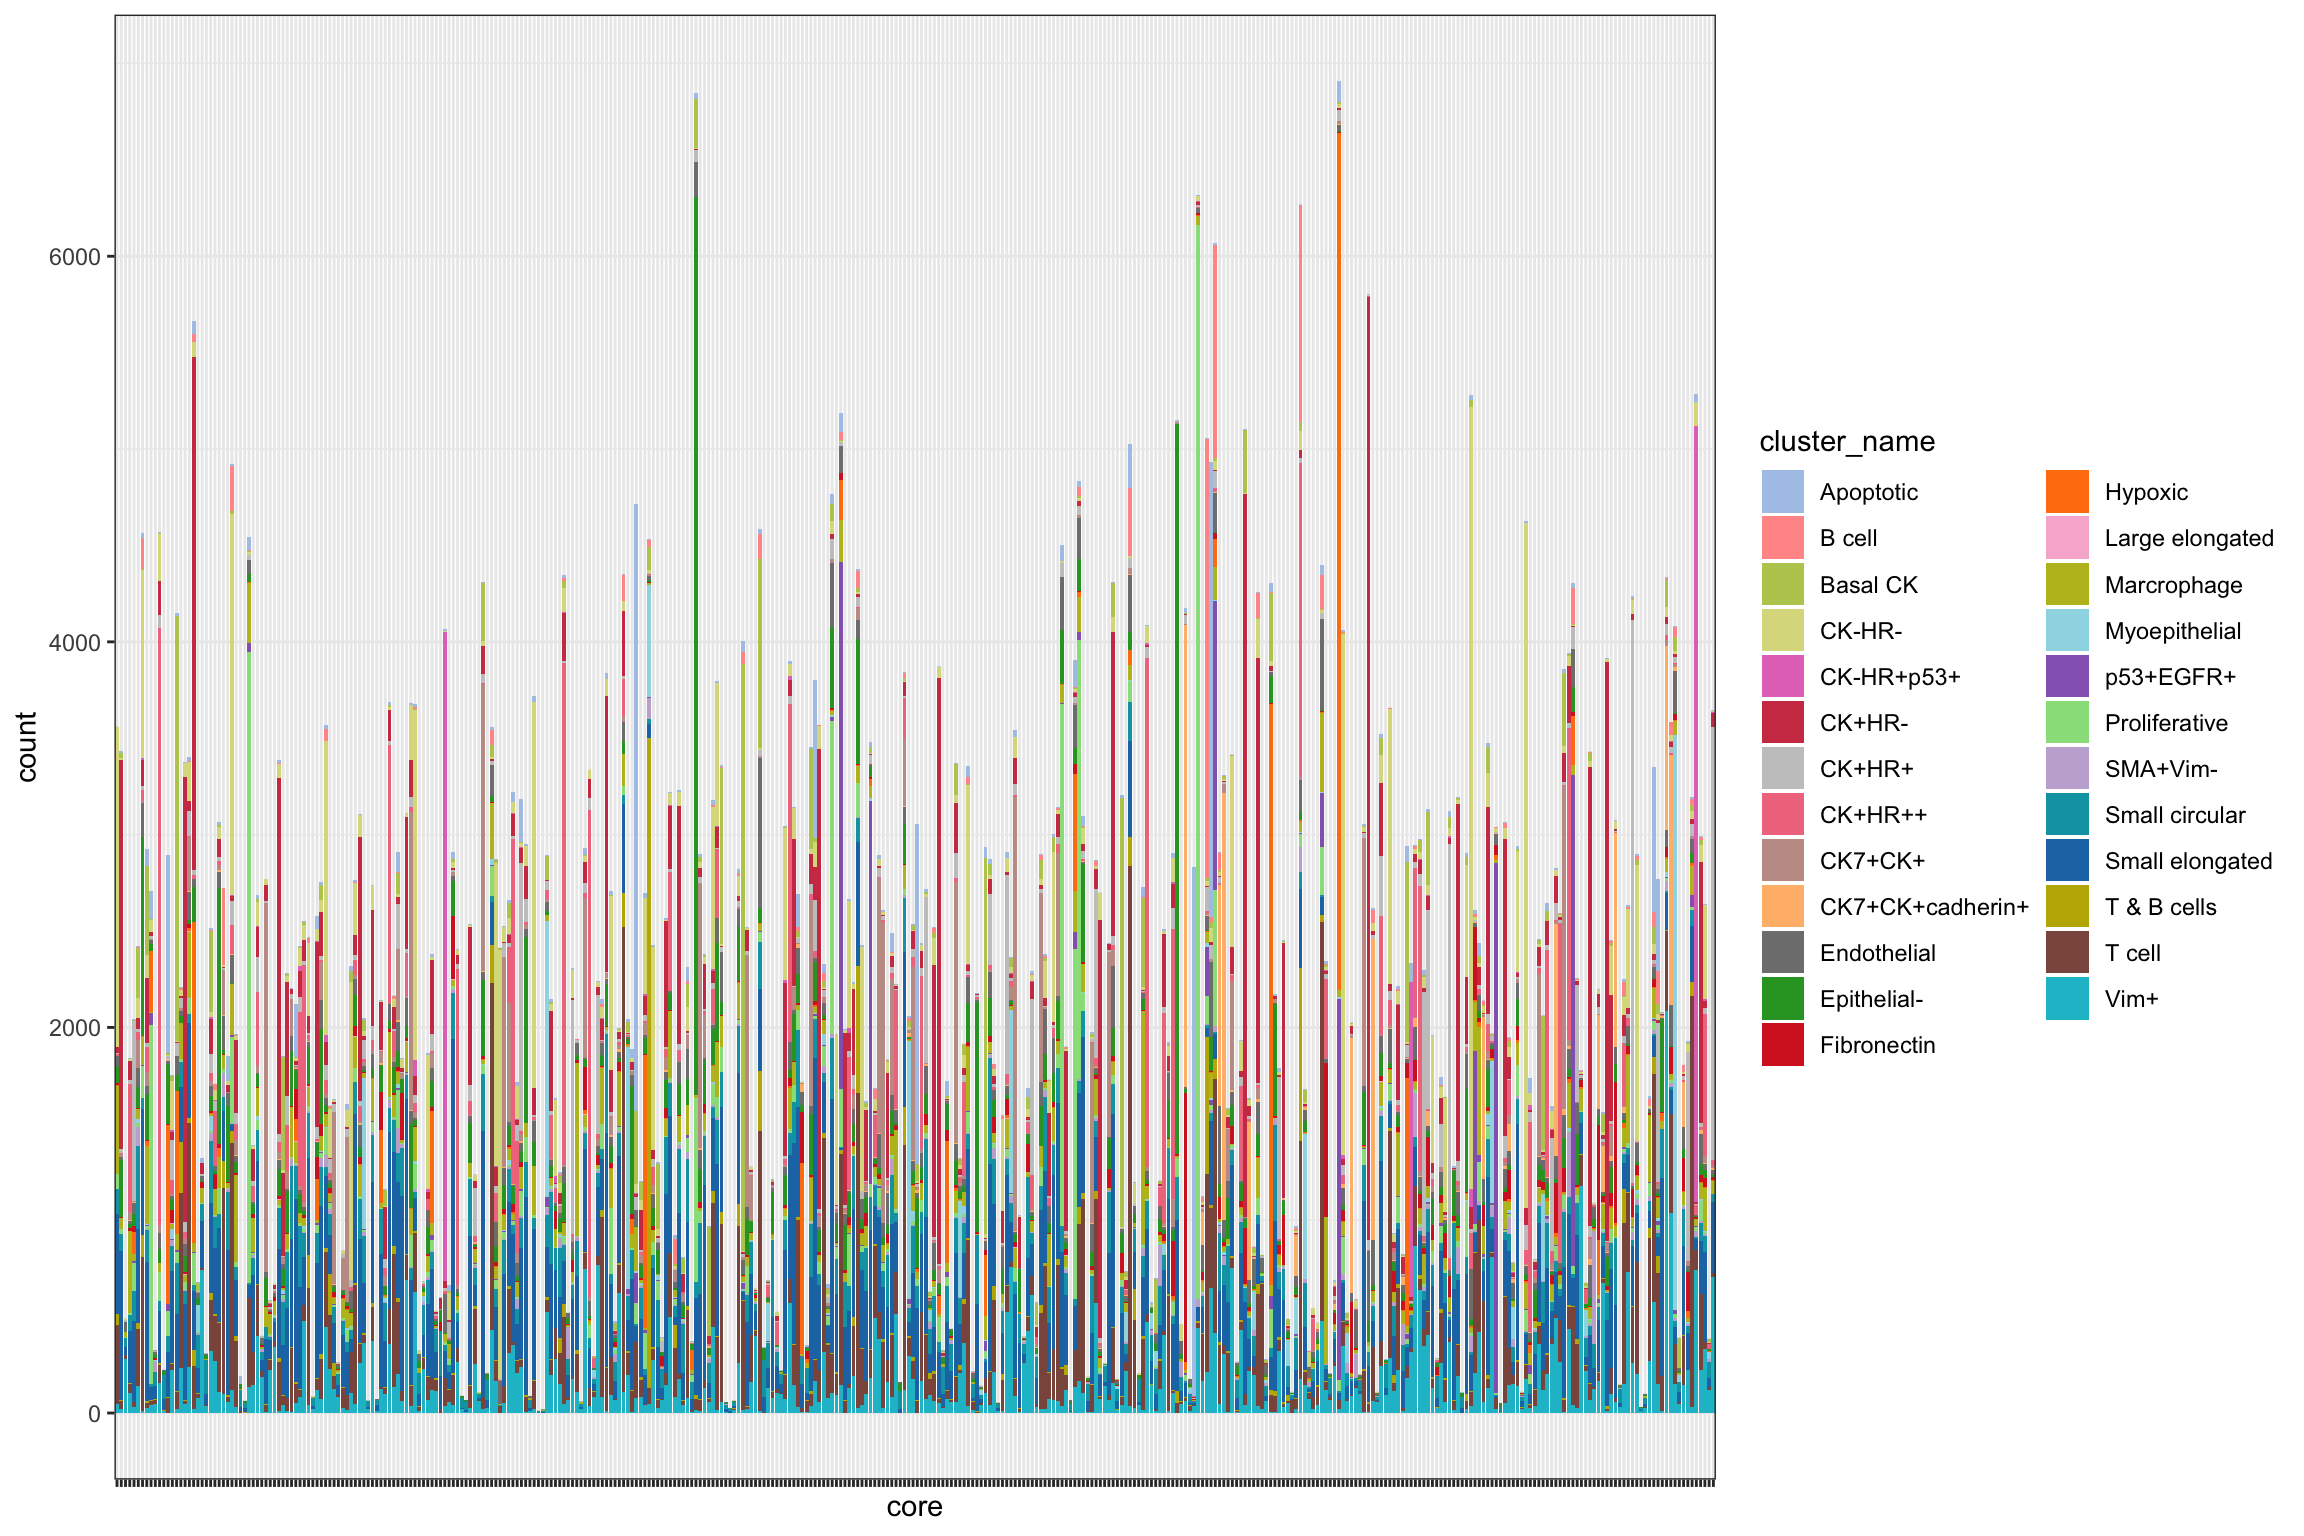 count
6000
4000
2000
0
core
cluster_name
Apoptotic
B cell
Basal CK
CK-HR-
CK-HR+p53+
CK+HR-
CK+HR+
CK+HR++
CK7+CK+
CK7+CK+cadherin+
Endothelial
Epithelial-
Fibronectin
Hypoxic
Large elongated
Marcrophage
Myoepithelial
p53+EGFR+
Proliferative
SMA+Vim-
Small circular
Small elongated
T & B cells
T cell
Vim+